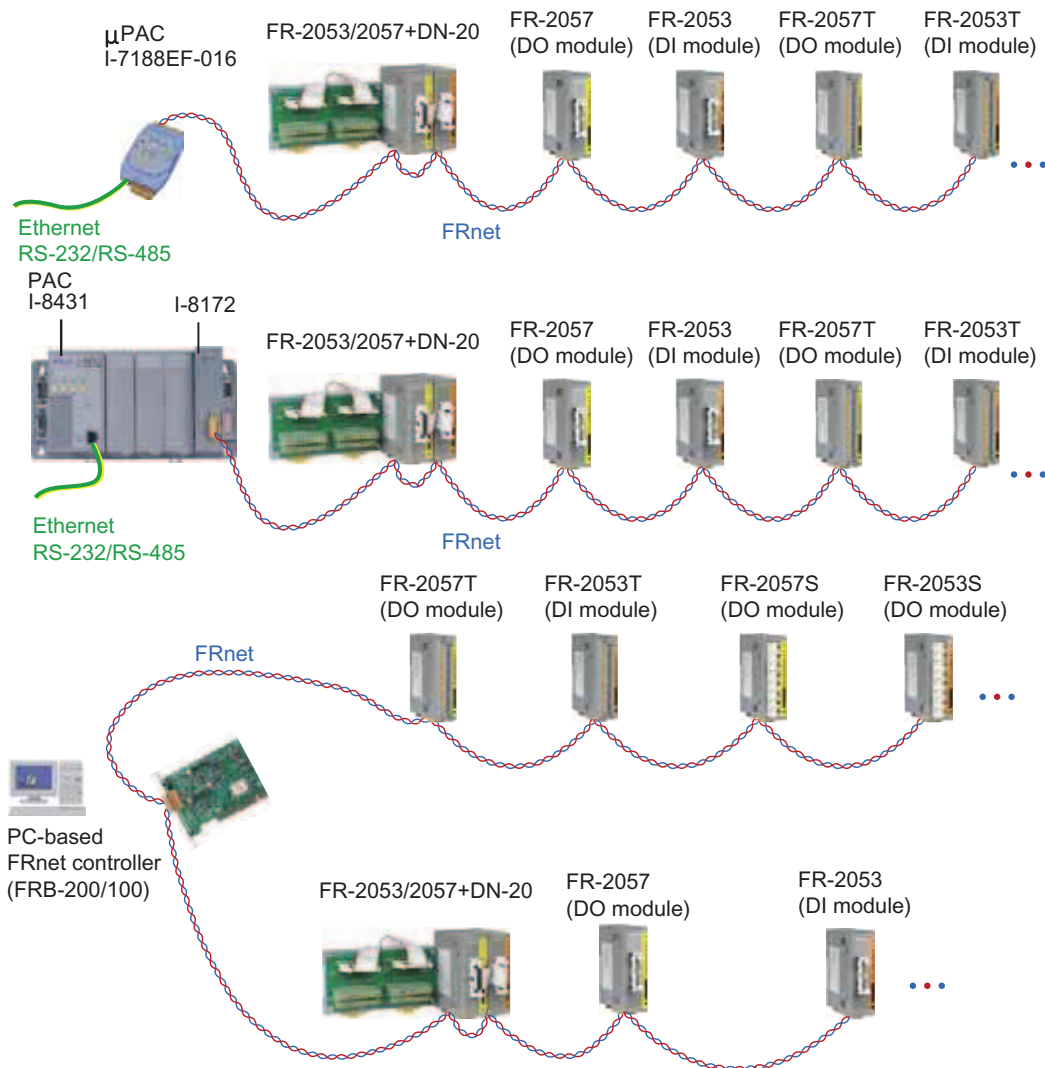 μPAC
I-7188EF-016
FR-2053/2057+DN-20
FR-2057
(DO module)
FR-2053
(DI module)
FR-2057T
(DO module)
FR-2053T
(DI module)
Ethernet
RS-232/RS-485
FRnet
PAC
I-8431
I-8172
FR-2053/2057+DN-20
FR-2057
(DO module)
FR-2053
(DI module)
FR-2057T
(DO module)
FR-2053T
(DI module)
Ethernet
RS-232/RS-485
FRnet
FR-2057T
(DO module)
FR-2053T
(DI module)
FR-2057S
(DO module)
FR-2053S
(DO module)
FRnet
PC-based
FRnet controller
(FRB-200/100)
FR-2053/2057+DN-20
FR-2057
(DO module)
FR-2053
(DI module)